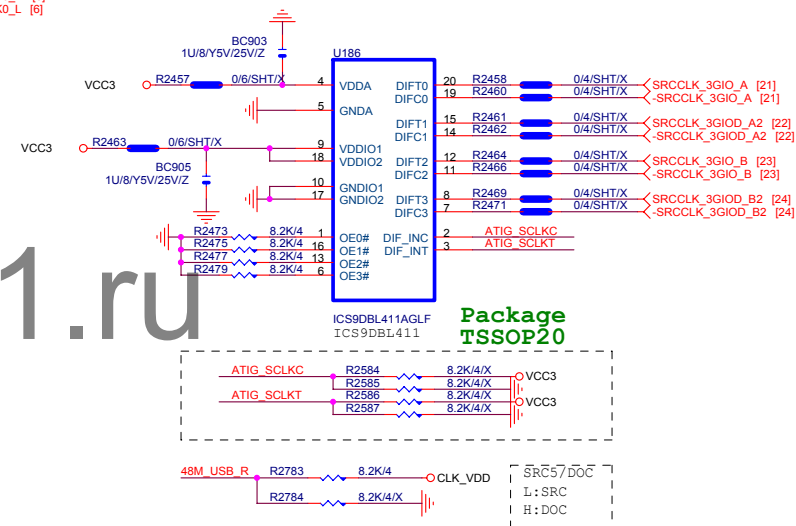 K0_L [6]
BC903
1U/8/Y5V/25V/Z
U186
VCC3 R2457 0/6/SHT/X 4 VDDA DIFT0 20 R2458 0/4/SHT/X SRCCLK_3GIO_A [21]
DIFC0 19 R2460 0/4/SHT/X -SRCCLK_3GIO_A [21]
5 GNDA
DIFT1 15 R2461 0/4/SHT/X SRCCLK_3GIOD_A2 [22]
DIFC1 14 R2462 0/4/SHT/X -SRCCLK_3GIOD_A2 [22]
VCC3 R2463 0/6/SHT/X 9 VDDIO1
18 VDDIO2 DIFT2 12 R2464 0/4/SHT/X SRCCLK_3GIO_B [23]
DIFC2 11 R2466 0/4/SHT/X -SRCCLK_3GIO_B [23]
BC905
1U/8/Y5V/25V/Z
10 GNDIO1
17 GNDIO2 DIFT3 8 R2469 0/4/SHT/X SRCCLK_3GIOD_B2 [24]
DIFC3 7 R2471 0/4/SHT/X -SRCCLK_3GIOD_B2 [24]
R2473 8.2K/4 1 OE0# DIF_INC 2 ATIG_SCLKC
R2475 8.2K/4 16 OE1# DIF_INT 3 ATIG_SCLKT
R2477 8.2K/4 13 OE2#
R2479 8.2K/4 6 OE3#
1.ru
ICS9DBL411AGLF
ICS9DBL411
Package
TSSOP20
ATIG_SCLKC R2584 8.2K/4/X VCC3
R2585 8.2K/4/X
ATIG_SCLKT R2586 8.2K/4/X VCC3
R2587 8.2K/4/X
48M_USB_R R2783 8.2K/4 CLK_VDD
R2784 8.2K/4/X
SRC5/DOC
L:SRC
H:DOC